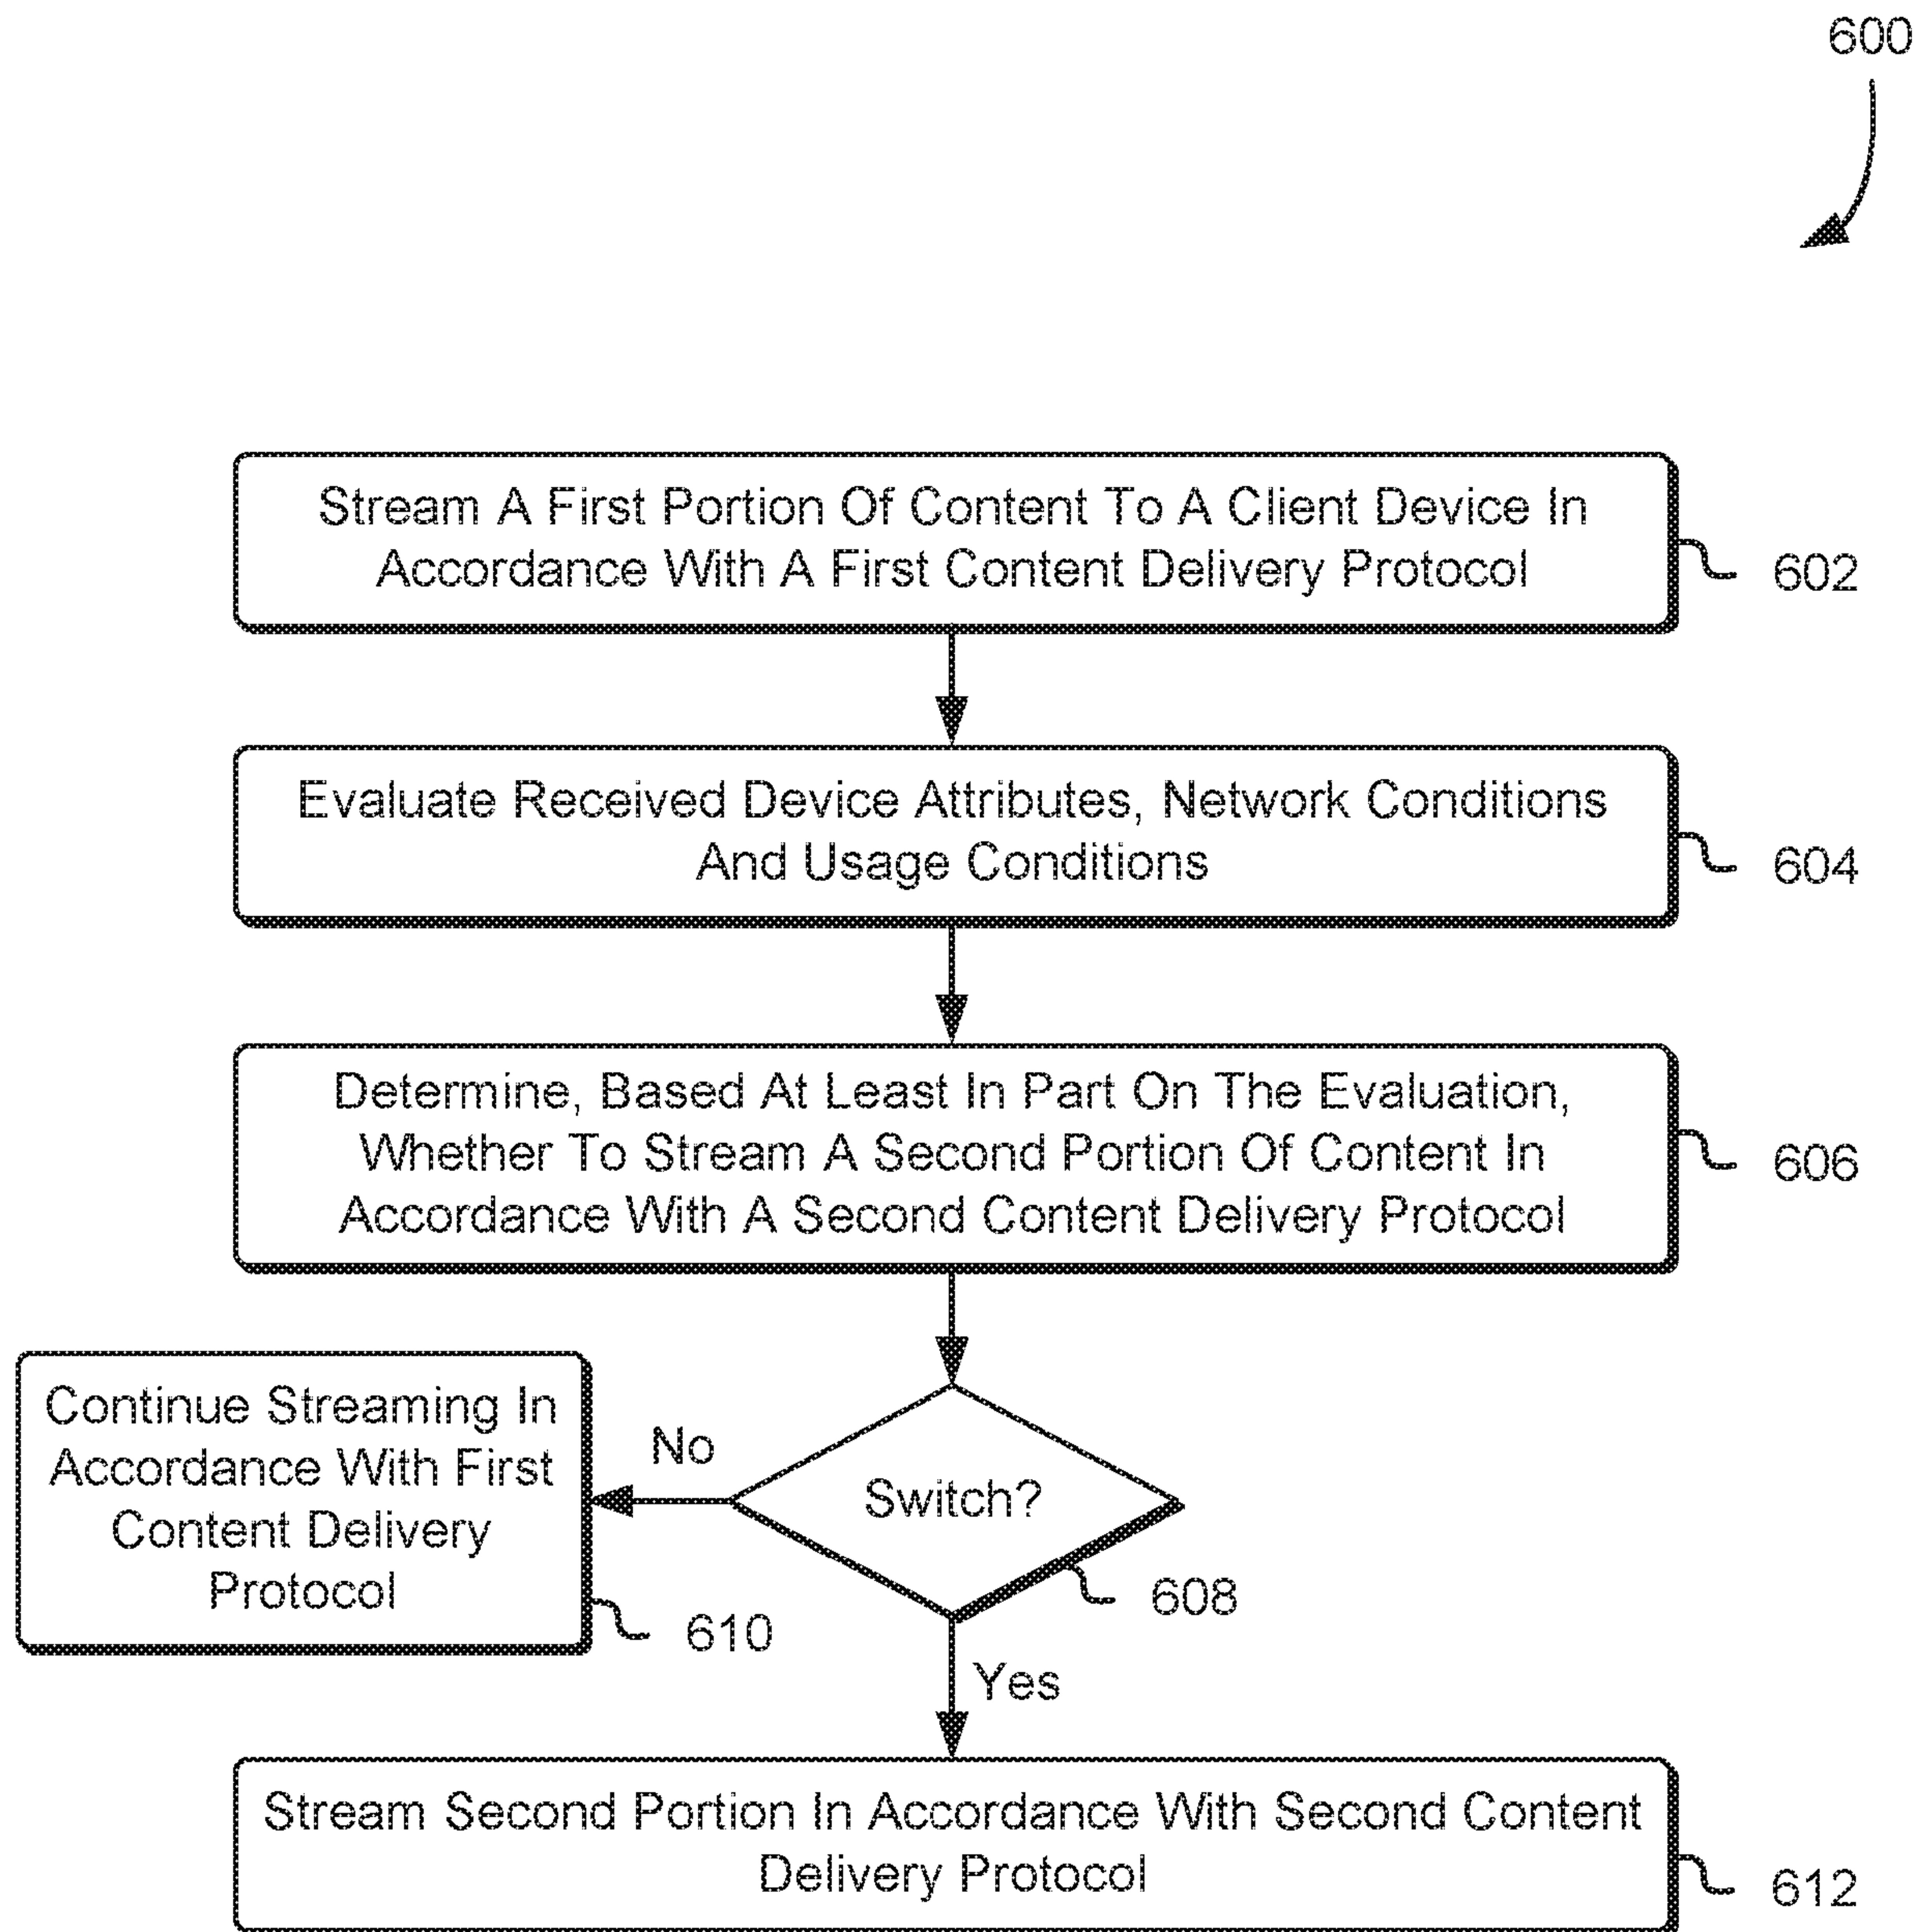 600
Stream A First Portion Of Content To A Client Device In
Accordance With A First Content Delivery Protocol
602
Evaluate Received Device Attributes, Network Conditions
And Usage Conditions
604
Determine, Based At Least In Part On The Evaluation,
Whether To Stream A Second Portion Of Content In
Accordance With A Second Content Delivery Protocol
606
Continue Streaming In
Accordance With First
Content Delivery
Protocol
610
No
Switch?
608
Yes
Stream Second Portion In Accordance With Second Content
Delivery Protocol
612